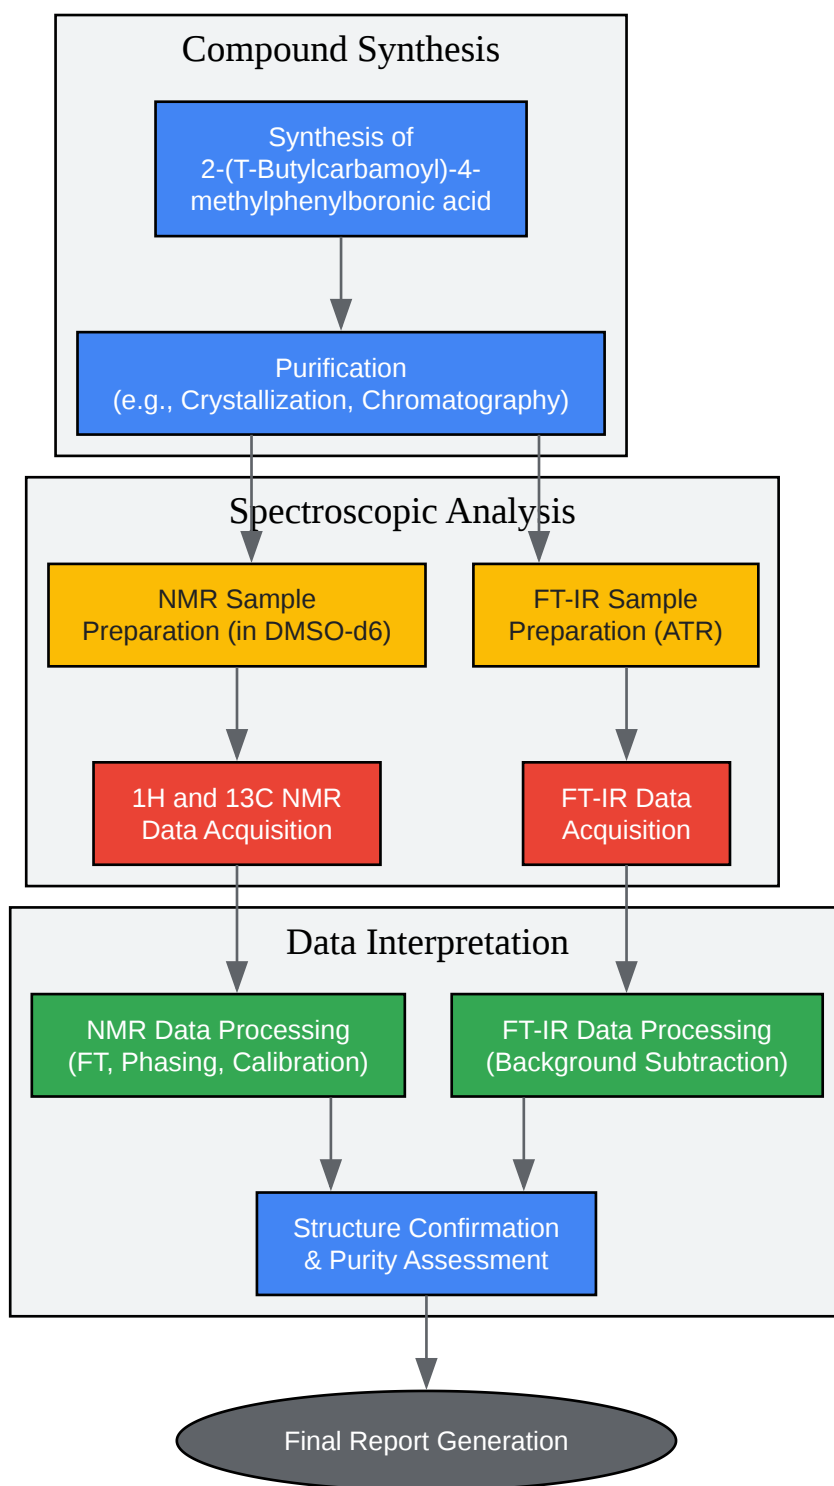 Compound Synthesis
Synthesis of
2-(T-Butylcarbamoyl)-4-
methylphenylboronic acid
Purification
(e.g., Crystallization, Chromatography)
Spectroscopic Analysis
NMR Sample
Preparation (in DMSO-d6)
FT-IR Sample
Preparation (ATR)
1H and 13C NMR
Data Acquisition
FT-IR Data
Acquisition
Data Interpretation
NMR Data Processing
(FT, Phasing, Calibration)
FT-IR Data Processing
(Background Subtraction)
Structure Confirmation
& Purity Assessment
Final Report Generation